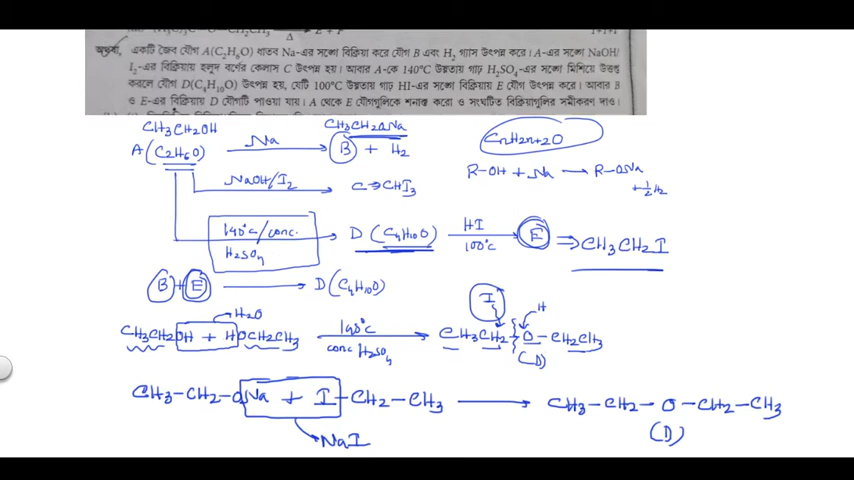 অথবা, একটি জৈব যৌগ A(C₂H₆O) ধাতব Na-এর সঙ্গে বিক্রিয়া করে যৌগ B এবং H₂ গ্যাস উৎপন্ন করে। A-এর সঙ্গে NaOH/
I₂-এর বিক্রিয়ায় হলুদ বর্ণের কেলাস C উৎপন্ন হয়। আবার A-কে 140°C উষ্ণতায় গাঢ় H₂SO₄-এর সঙ্গে মিশিয়ে উত্তপ্ত
করলে যৌগ D(C₄H₁₀O) উৎপন্ন হয়, যেটি 100°C উষ্ণতায় গাঢ় HI-এর সঙ্গে বিক্রিয়ায় E যৌগ উৎপন্ন করে। আবার B
ও E-এর বিক্রিয়ায় D যৌগটি পাওয়া যায়। A থেকে E যৌগগুলিকে শনাক্ত করো ও সংঘটিত বিক্রিয়াগুলির সমীকরণ দাও।
CH₃CH₂OH CH₃CH₂ONa CnH2n+2O
A (C₂H₆O) Na → B + H₂ R-OH + Na → R-ONa + ½H₂
NaOH/I₂ → C → CHI₃
140°c/conc. H₂SO₄ → D (C₄H₁₀O) HI 100°c → E ⇒ CH₃CH₂I
B + E → D (C₄H₁₀O)
I H
→ H₂O
CH₃CH₂OH + HOCH₂CH₃ 140°c conc H₂SO₄ → CH₃CH₂ - O - CH₂CH₃
(D)
CH₃-CH₂-ONa + I-CH₂-CH₃ → CH₃-CH₂-O-CH₂-CH₃
→ NaI (D)